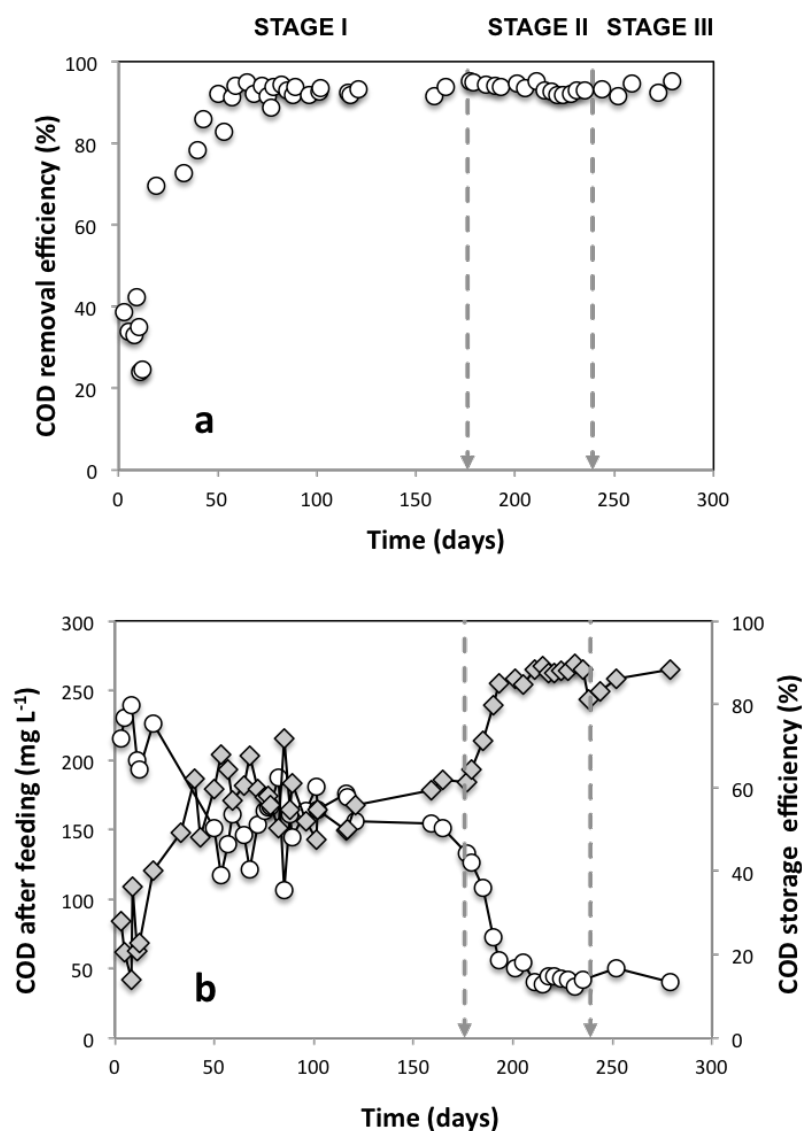 STAGE I STAGE II STAGE III
100
80
60
40
20
0
COD removal efficiency (%)
a
0 50 100 150 200 250 300
Time (days)
300
250
200
150
100
50
0
COD after feeding (mg L⁻¹)
b
100
80
60
40
20
0
COD storage efficiency (%)
0 50 100 150 200 250 300
Time (days)